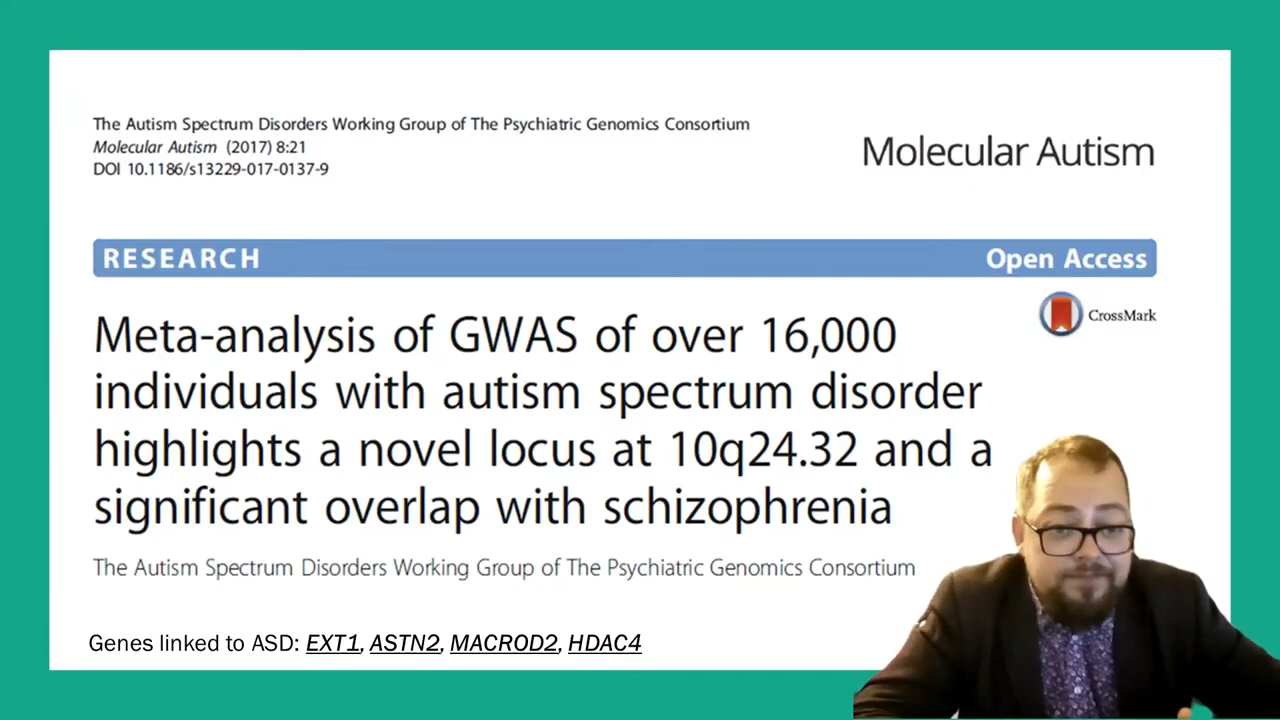 The Autism Spectrum Disorders Working Group of The Psychiatric Genomics Consortium
Molecular Autism (2017) 8:21
DOI 10.1186/s13229-017-0137-9
Molecular Autism
RESEARCH
Open Access
CrossMark
Meta-analysis of GWAS of over 16,000
individuals with autism spectrum disorder
highlights a novel locus at 10q24.32 and a
significant overlap with schizophrenia
The Autism Spectrum Disorders Working Group of The Psychiatric Genomics Consortium
Genes linked to ASD: EXT1, ASTN2, MACROD2, HDAC4